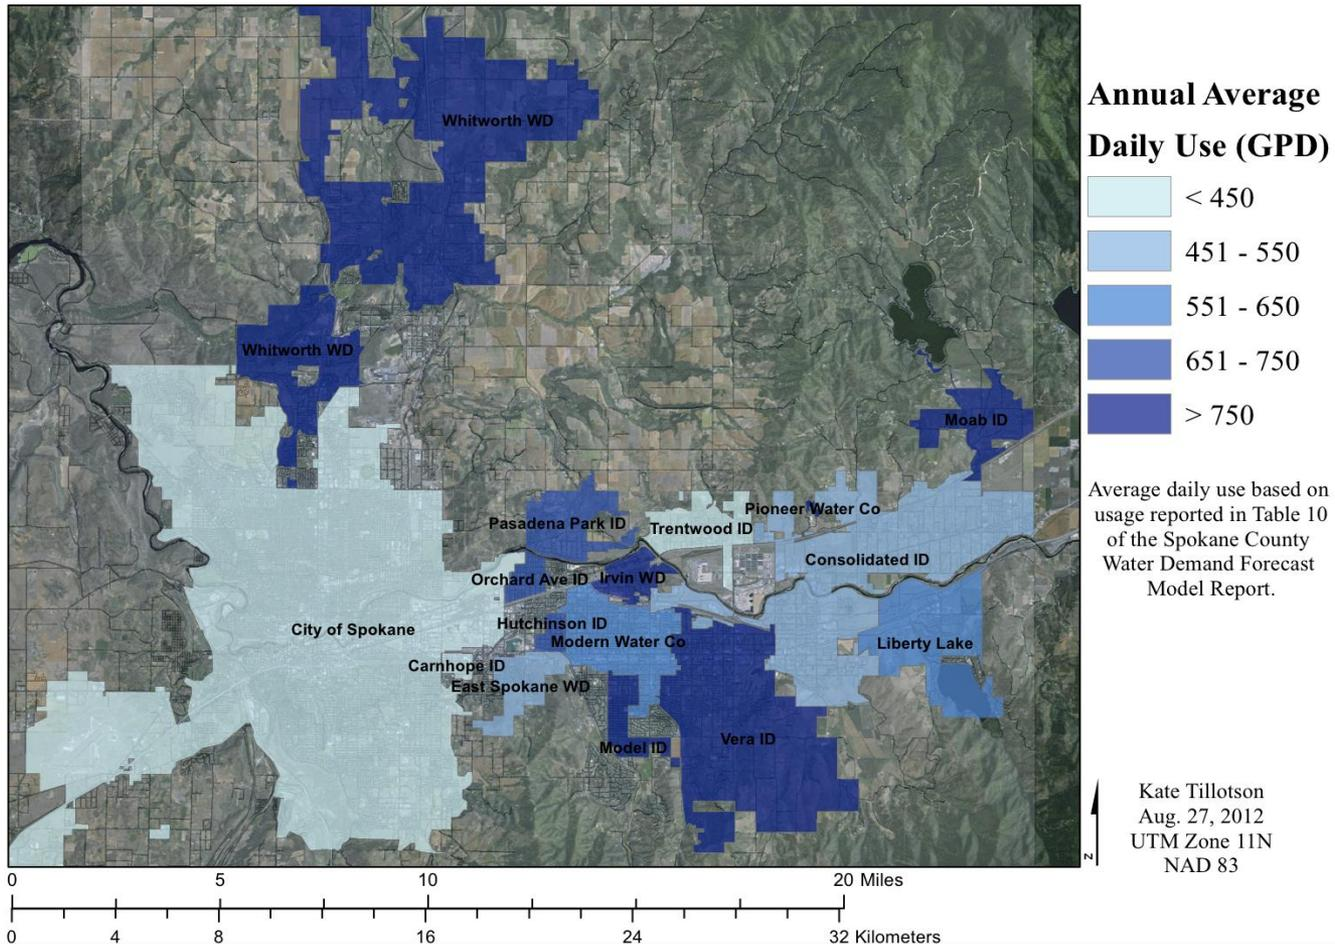 Whitworth WD
Whitworth WD
Moab ID
Pasadena Park ID
Trentwood ID
Pioneer Water Co
Consolidated ID
Orchard Ave ID
Irvin WD
Hutchinson ID
City of Spokane
Modern Water Co
Liberty Lake
Carnhope ID
East Spokane WD
Model ID
Vera ID
Annual Average
Daily Use (GPD)
< 450
451 - 550
551 - 650
651 - 750
> 750
Average daily use based on
usage reported in Table 10
of the Spokane County
Water Demand Forecast
Model Report.
Kate Tillotson
Aug. 27, 2012
UTM Zone 11N
NAD 83
N
0 5 10 20 Miles
0 4 8 16 24 32 Kilometers